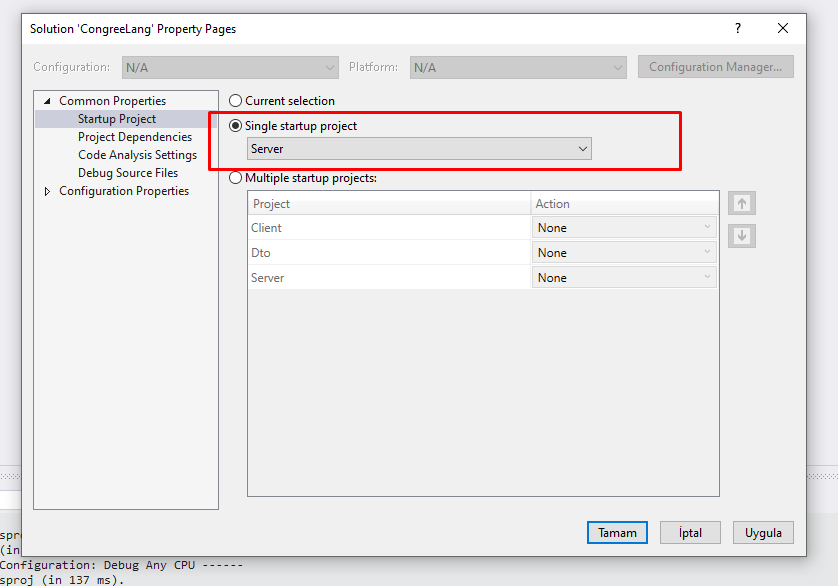 Solution 'CongreeLang' Property Pages
?
Configuration: N/A Platform: N/A Configuration Manager...
Common Properties
Startup Project
Project Dependencies
Code Analysis Settings
Debug Source Files
Configuration Properties
Current selection
Single startup project
Server
Multiple startup projects:
Project Action
Client None
Dto None
Server None
Tamam İptal Uygula
(in
Configuration: Debug Any CPU ------
sproj (in 137 ms).